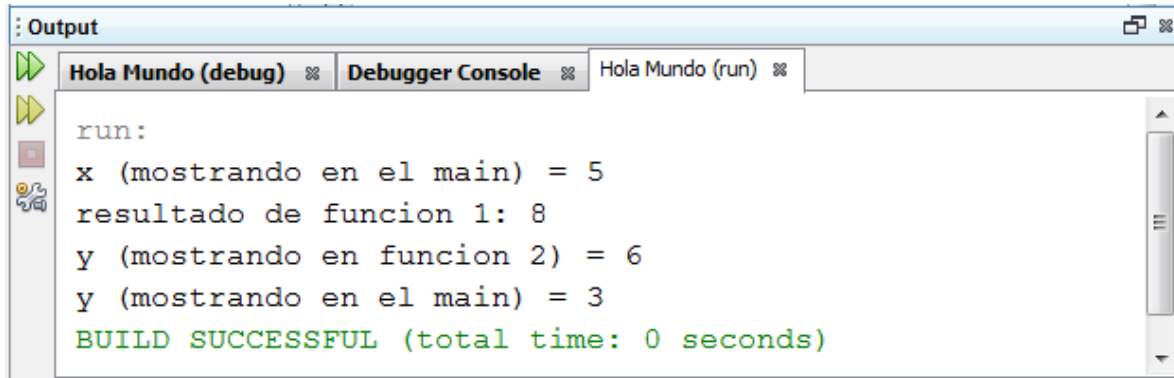 Output
Hola Mundo (debug) Debugger Console Hola Mundo (run)
run:
x (mostrando en el main) = 5
resultado de funcion 1: 8
y (mostrando en función 2) = 6
y (mostrando en el main) = 3
BUILD SUCCESSFUL (total time: 0 seconds)